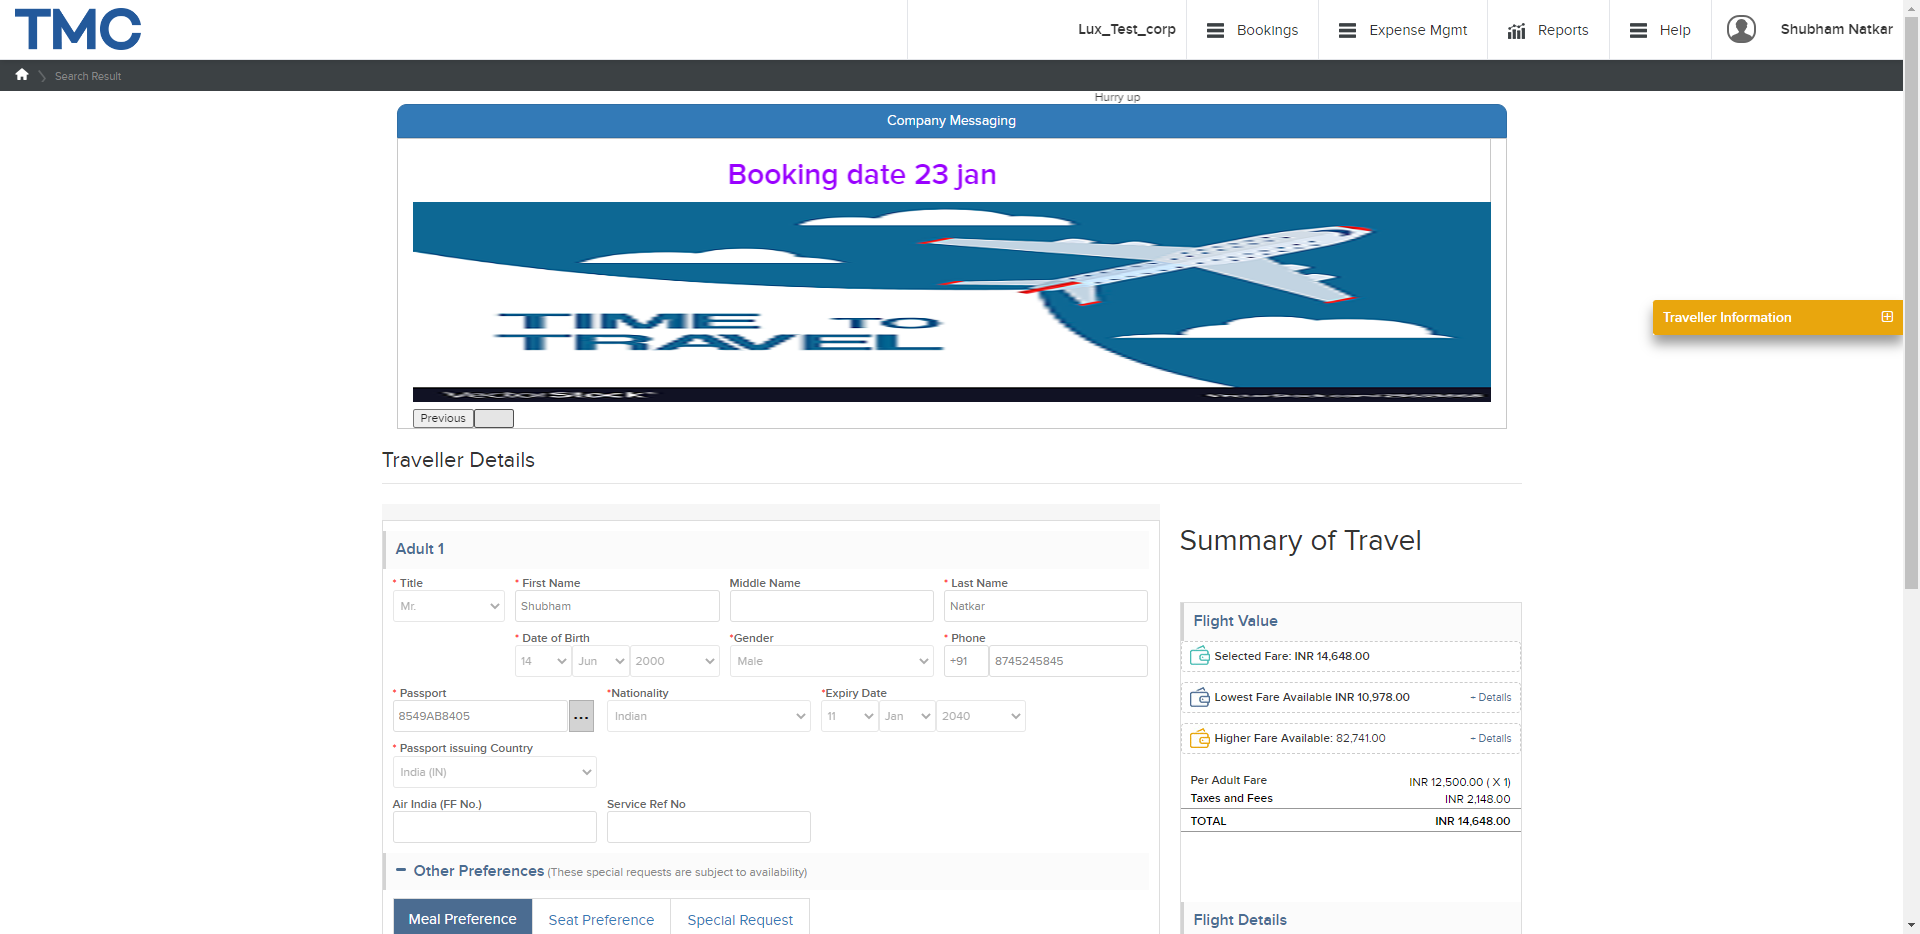 TMC
Lux_Test_corp
Bookings
Expense Mgmt
Reports
Help
Shubham Natkar
Search Result
Hurry up
Company Messaging
Booking date 23 jan
TIME TO
TRAVEL
VectorStock
Previous
Traveller Information
Traveller Details
Adult 1
* Title
* First Name
Middle Name
* Last Name
Mr.
Shubham
Natkar
* Date of Birth
*Gender
* Phone
14
Jun
2000
Male
+91
8745245845
* Passport
*Nationality
*Expiry Date
8549AB8405
...
Indian
11
Jan
2040
* Passport issuing Country
India (IN)
Air India (FF No.)
Service Ref No
Other Preferences (These special requests are subject to availability)
Meal Preference
Seat Preference
Special Request
Summary of Travel
Flight Value
Selected Fare: INR 14,648.00
Lowest Fare Available INR 10,978.00
+ Details
Higher Fare Available: 82,741.00
+ Details
Per Adult Fare
INR 12,500.00 ( X 1)
Taxes and Fees
INR 2,148.00
TOTAL
INR 14,648.00
Flight Details